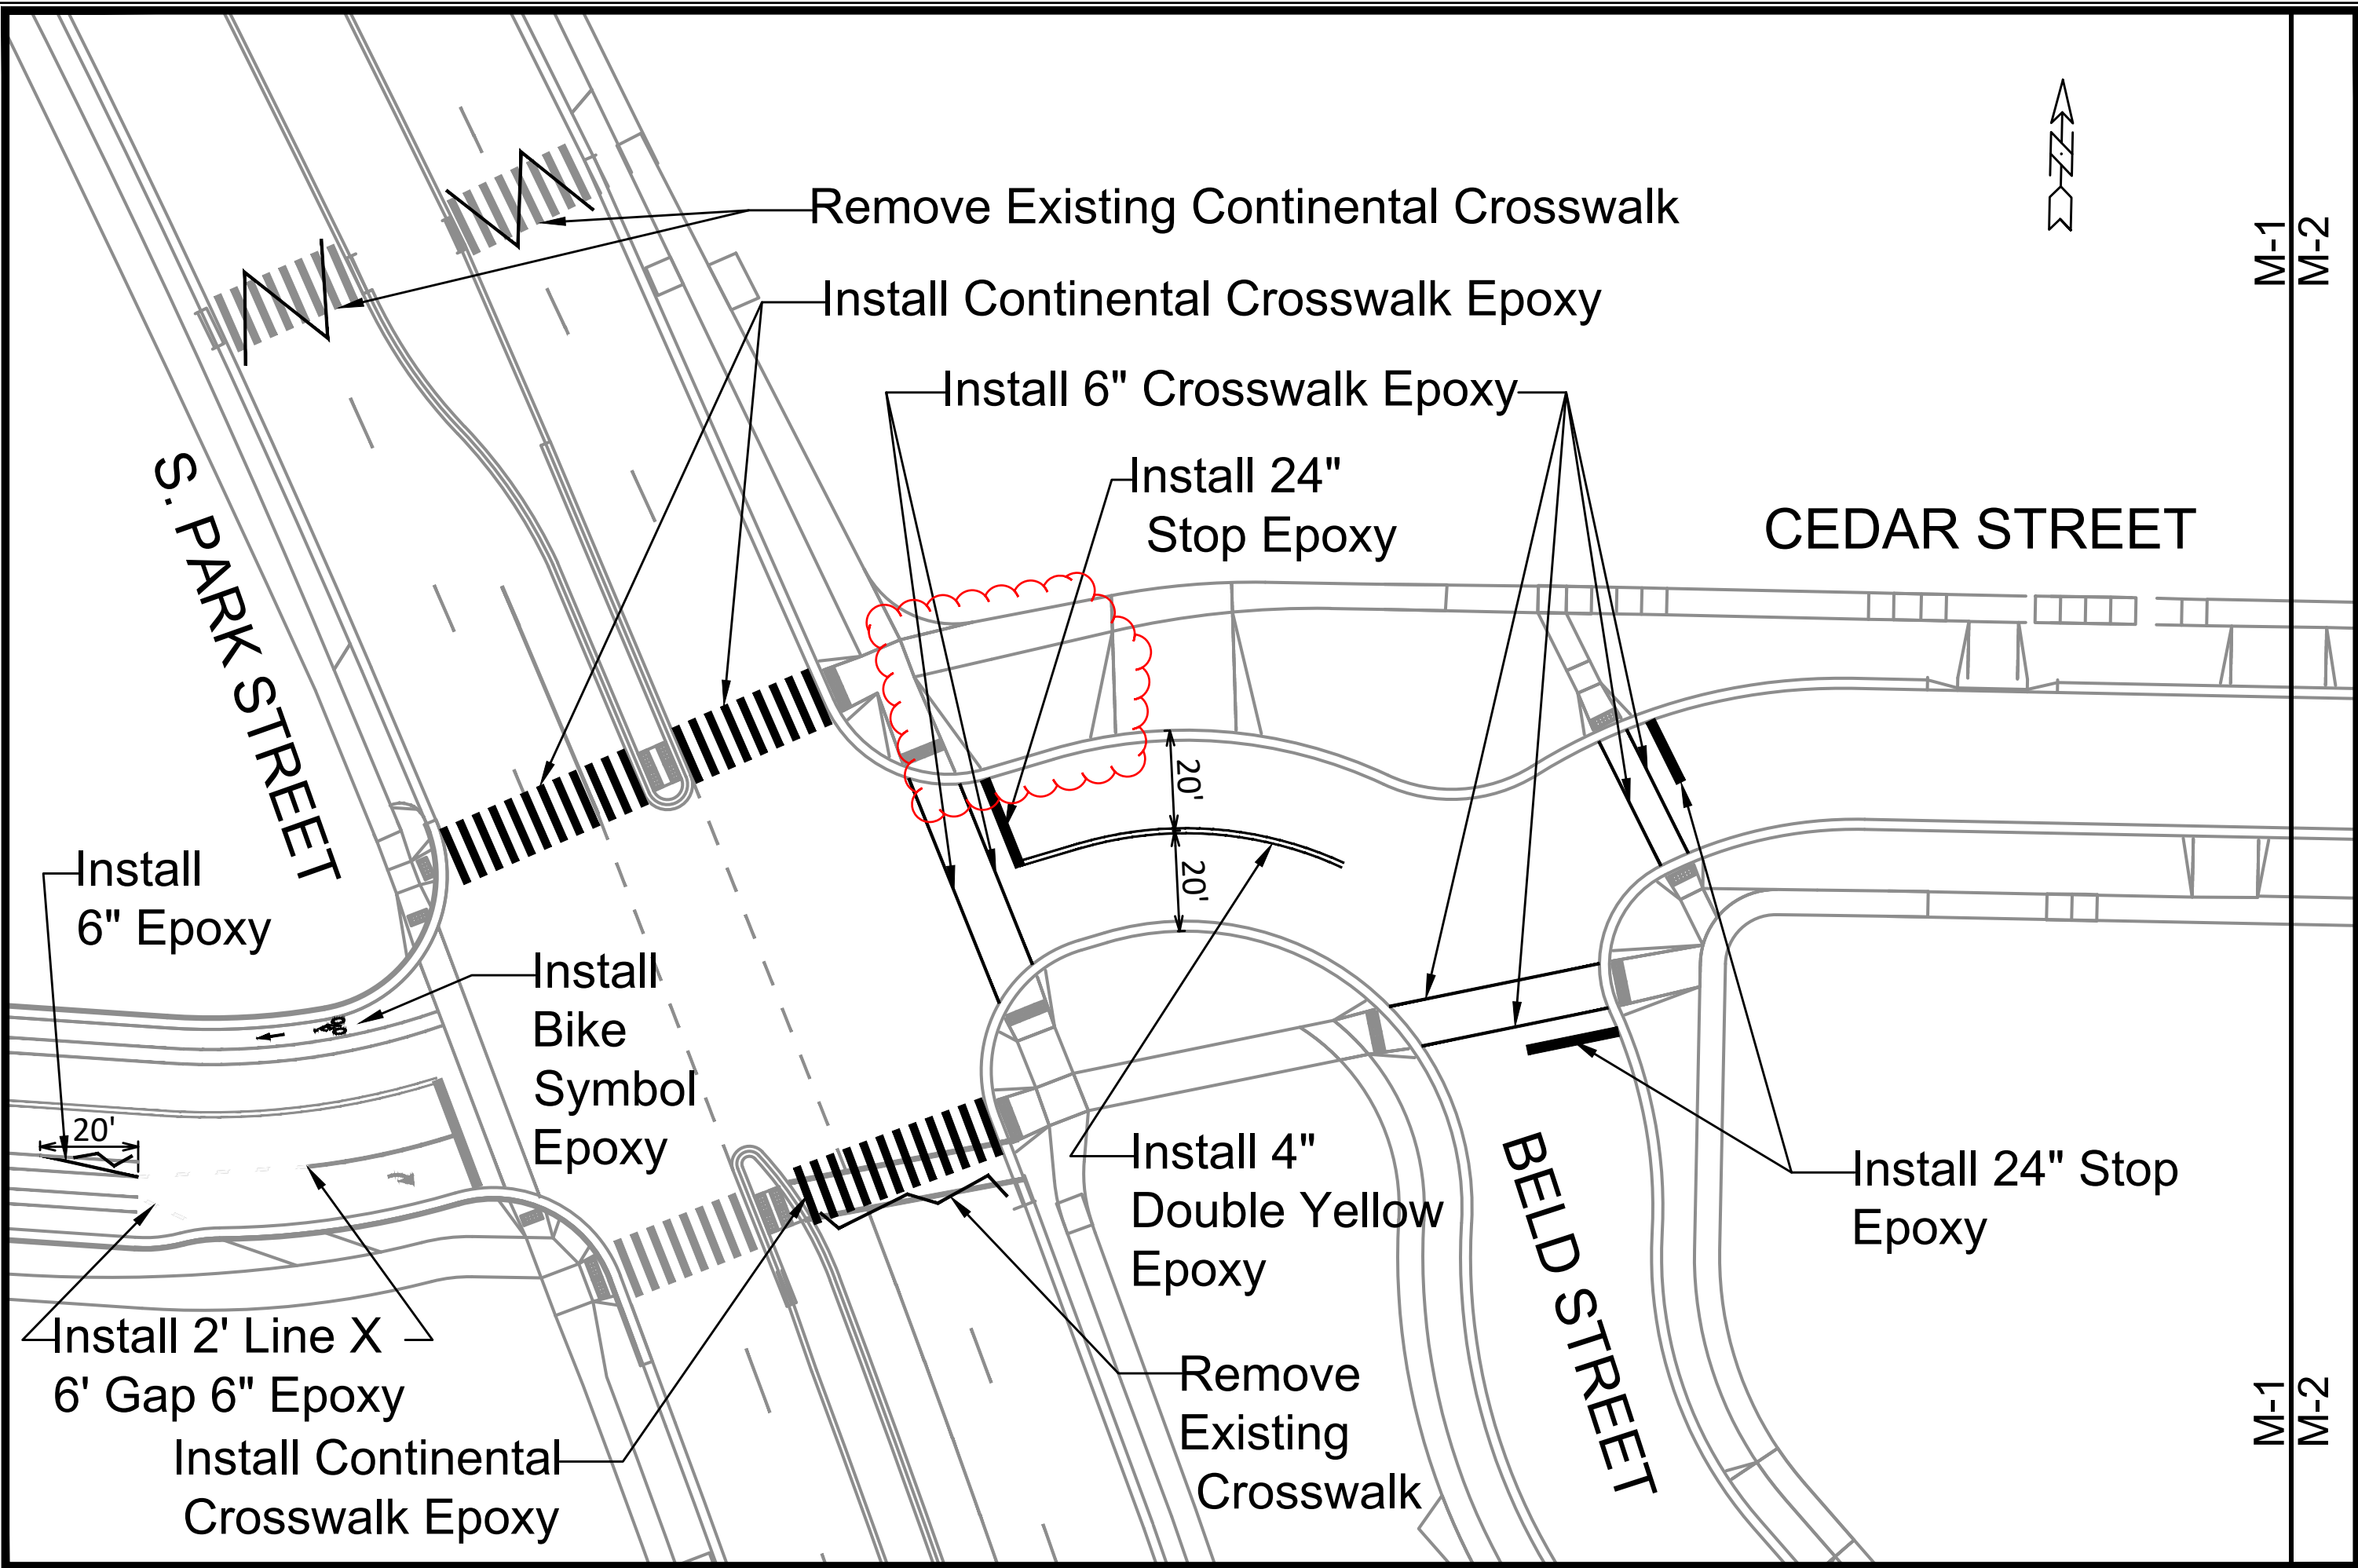 Remove Existing Continental Crosswalk
Install Continental Crosswalk Epoxy
Install 6" Crosswalk Epoxy
Install 24"
Stop Epoxy
CEDAR STREET
M-1
M-2
S. PARK STREET
20'
20'
Install
6" Epoxy
Install
Bike
Symbol
Epoxy
20'
Install 4"
Double Yellow
Epoxy
BELD STREET
Install 24" Stop
Epoxy
Install 2' Line X
6' Gap 6" Epoxy
Install Continental
Crosswalk Epoxy
Remove
Existing
Crosswalk
M-1
M-2